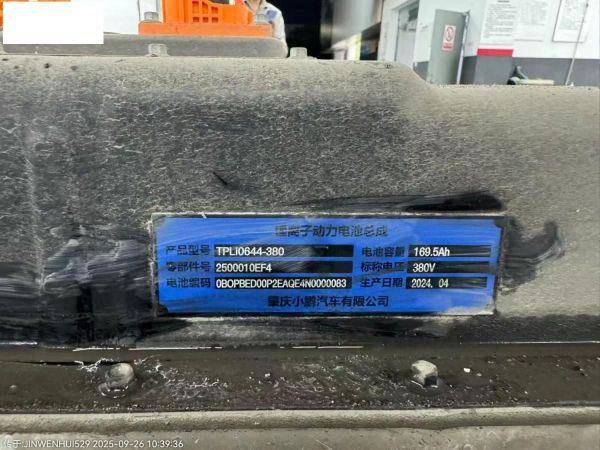 锂离子动力电池总成
产品型号 TPLi0644-380 电池容量 169.5Ah
零部件号 2500010EF4 标称电压 380V
电池编码 0BOPBED00P2EAQE4N0000083 生产日期 2024.04
肇庆小鹏汽车有限公司
传于:JINWENHUI529 2025-09-26 10:39:36